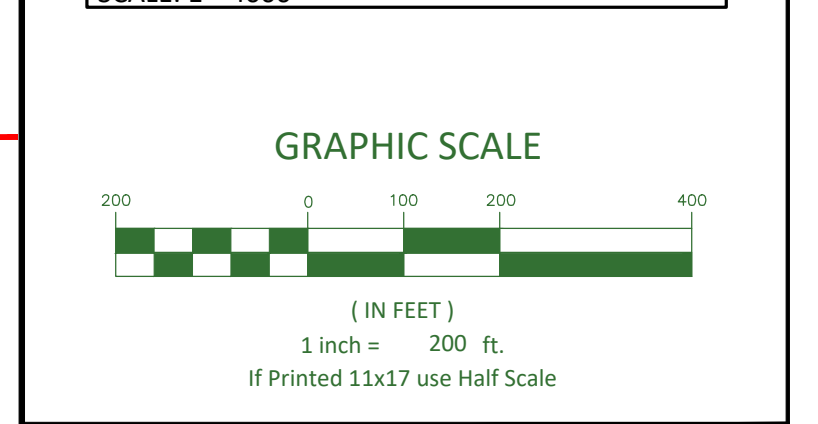 GRAPHIC SCALE
200 0 100 200 400
( IN FEET )
1 inch = 200 ft.
If Printed 11x17 use Half Scale